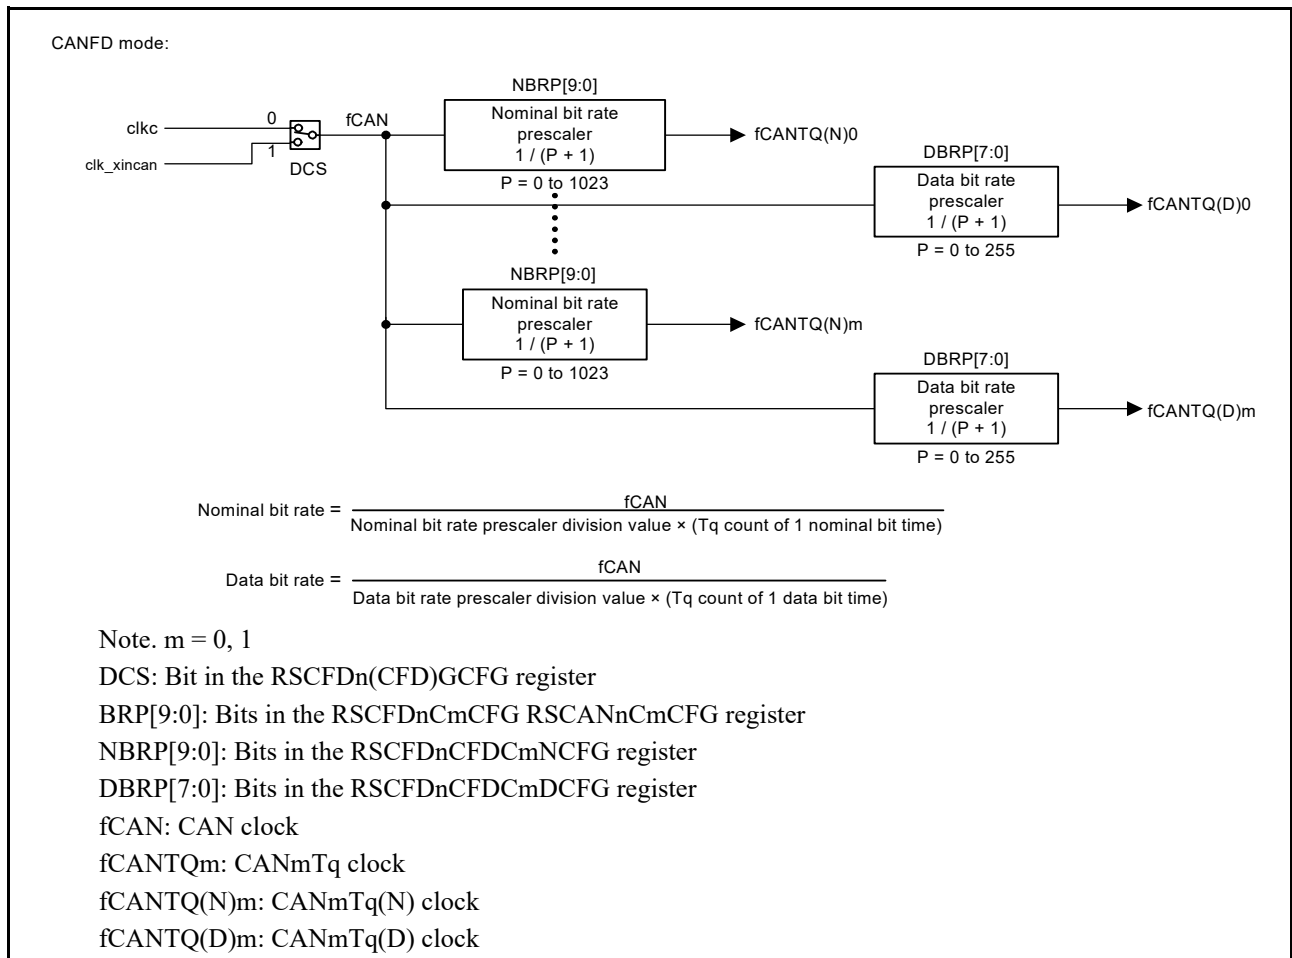 CANFD mode:
NBRP[9:0]
clkc
0
fCAN
Nominal bit rate
prescaler
1 / (P + 1)
fCANTQ(N)0
clk_xincan
1
DCS
P = 0 to 1023
DBRP[7:0]
Data bit rate
prescaler
1 / (P + 1)
fCANTQ(D)0
P = 0 to 255
NBRP[9:0]
Nominal bit rate
prescaler
1 / (P + 1)
fCANTQ(N)m
P = 0 to 1023
DBRP[7:0]
Data bit rate
prescaler
1 / (P + 1)
fCANTQ(D)m
P = 0 to 255
Nominal bit rate =
fCAN
Nominal bit rate prescaler division value × (Tq count of 1 nominal bit time)
Data bit rate =
fCAN
Data bit rate prescaler division value × (Tq count of 1 data bit time)
Note. m = 0, 1
DCS: Bit in the RSCFDn(CFD)GCFG register
BRP[9:0]: Bits in the RSCFDnCmCFG RSCANnCmCFG register
NBRP[9:0]: Bits in the RSCFDnCFDCmNCFG register
DBRP[7:0]: Bits in the RSCFDnCFDCmDCFG register
fCAN: CAN clock
fCANTQm: CANmTq clock
fCANTQ(N)m: CANmTq(N) clock
fCANTQ(D)m: CANmTq(D) clock